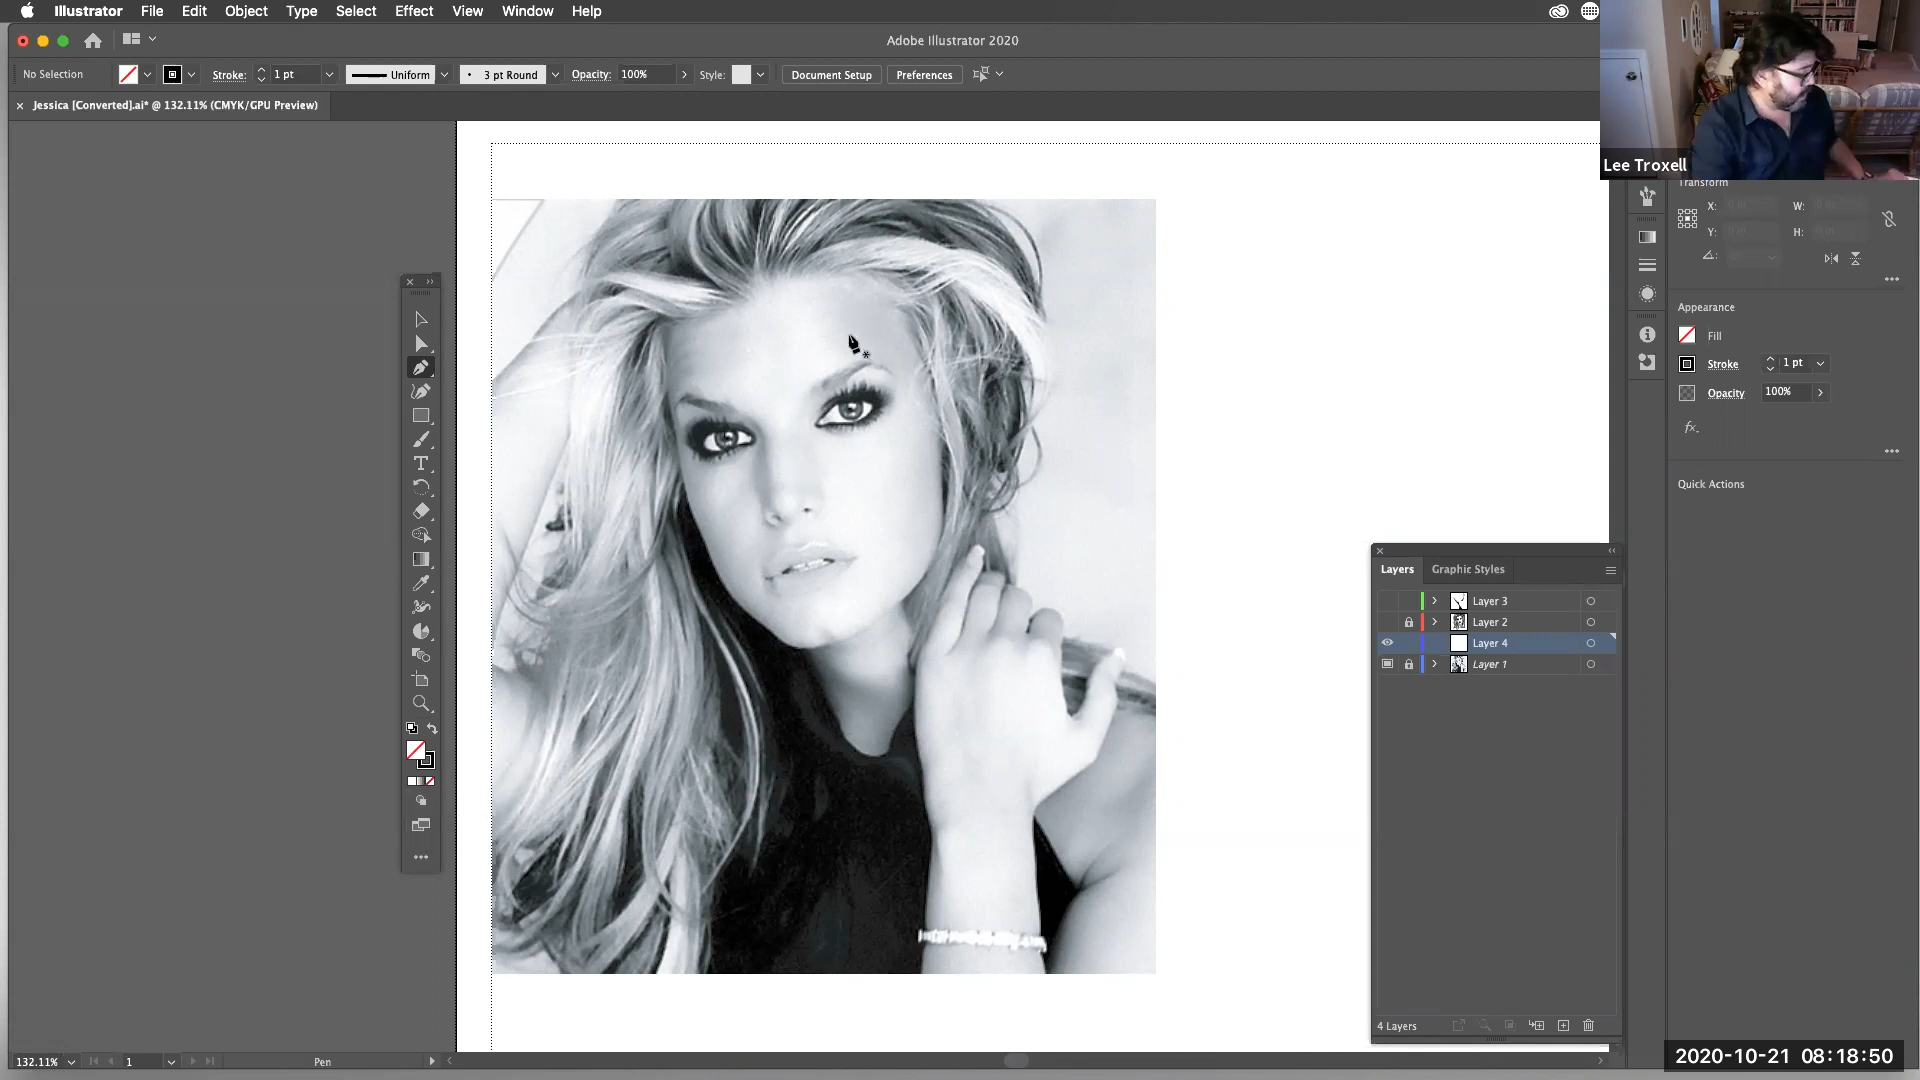 Illustrator File Edit Object Type Select Effect View Window Help
Adobe Illustrator 2020
No Selection Stroke: 1 pt Uniform 3 pt Round Opacity: 100% Style: Document Setup Preferences
Jessica [Converted].ai* @ 132.11% (CMYK/GPU Preview)
Lee Troxell
Transform
X: W:
Y: H:
Appearance
Fill
Stroke 1 pt
Opacity 100%
fx.
Quick Actions
Layers Graphic Styles
Layer 3
Layer 2
Layer 4
Layer 1
4 Layers
132.11% 1 Pen
2020-10-21 08:18:50